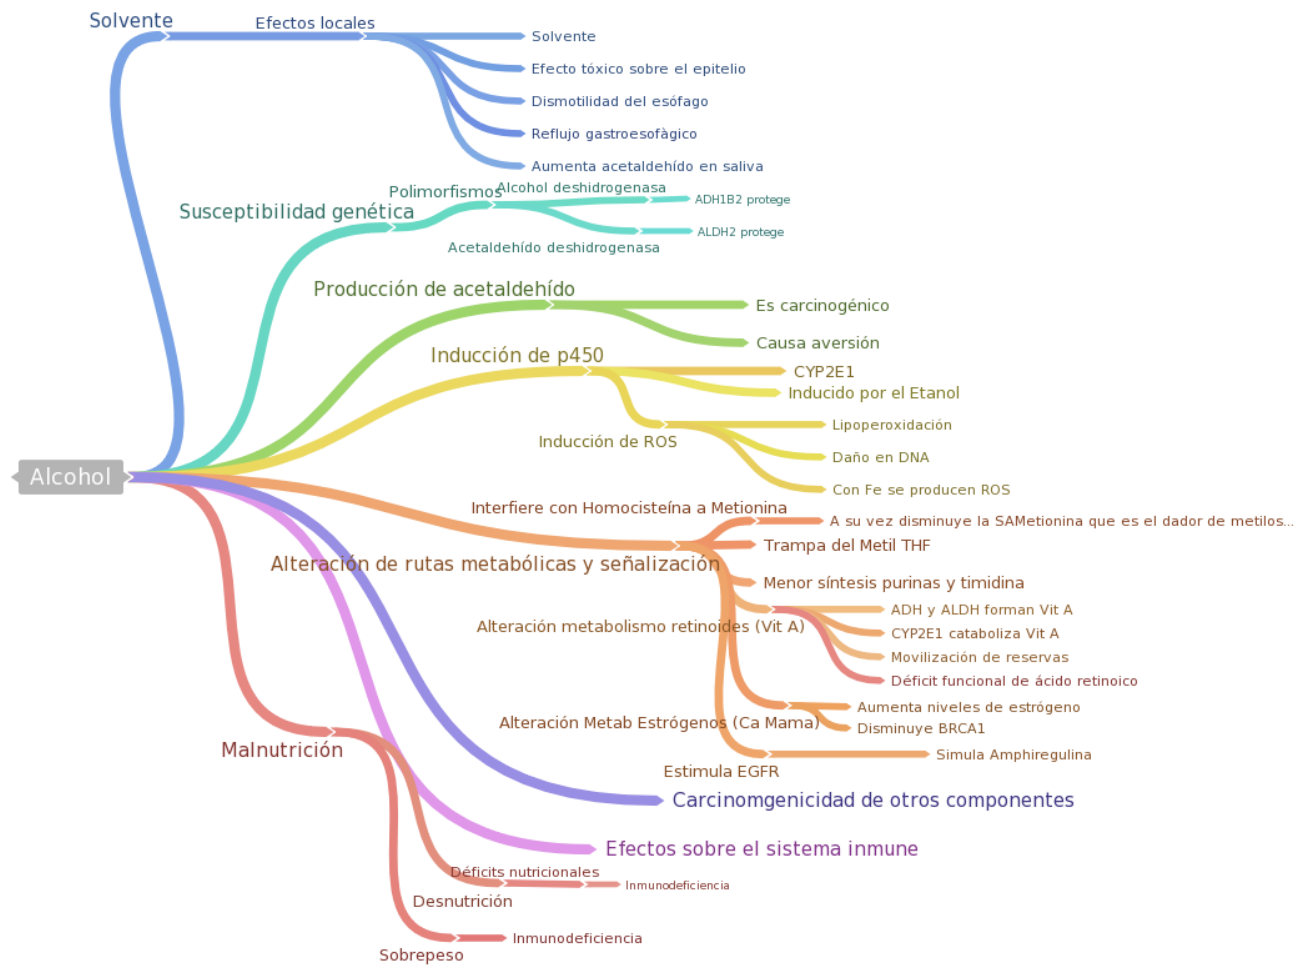 Solvente
Efectos locales
Solvente
Efecto tóxico sobre el epitelio
Dismotilidad del esófago
Reflujo gastroesofàgico
Aumenta acetaldehído en saliva
Susceptibilidad genética
Polimorfismos
Alcohol deshidrogenasa
ADH1B2 protege
Acetaldehído deshidrogenasa
ALDH2 protege
Producción de acetaldehído
Es carcinogénico
Causa aversión
Inducción de p450
CYP2E1
Inducido por el Etanol
Inducción de ROS
Lipoperoxidación
Daño en DNA
Con Fe se producen ROS
Alcohol
Alteración de rutas metabólicas y señalización
Interfiere con Homocisteína a Metionina
A su vez disminuye la SAMetionina que es el dador de metilos...
Trampa del Metil THF
Menor síntesis purinas y timidina
Alteración metabolismo retinoides (Vit A)
ADH y ALDH forman Vit A
CYP2E1 cataboliza Vit A
Movilización de reservas
Déficit funcional de ácido retinoico
Alteración Metab Estrógenos (Ca Mama)
Aumenta niveles de estrógeno
Disminuye BRCA1
Estimula EGFR
Simula Amphiregulina
Carcinomgenicidad de otros componentes
Efectos sobre el sistema inmune
Malnutrición
Desnutrición
Déficits nutricionales
Inmunodeficiencia
Sobrepeso
Inmunodeficiencia